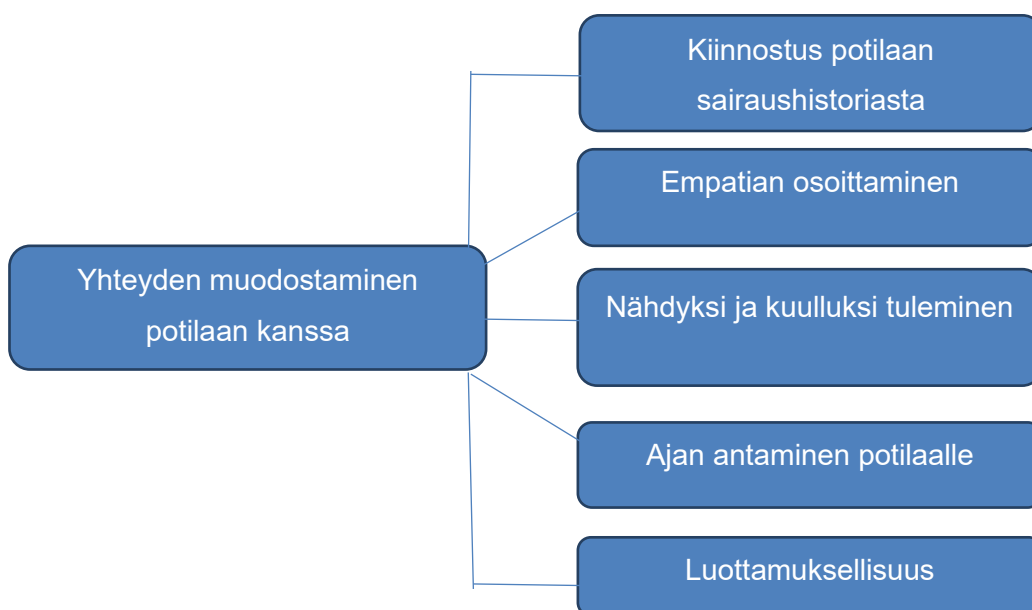 Kiinnostus potilaan
sairaushistoriasta
Empatian osoittaminen
Yhteyden muodostaminen
potilaan kanssa
Nähdyksi ja kuulluksi tuleminen
Ajan antaminen potilaalle
Luottamuksellisuus